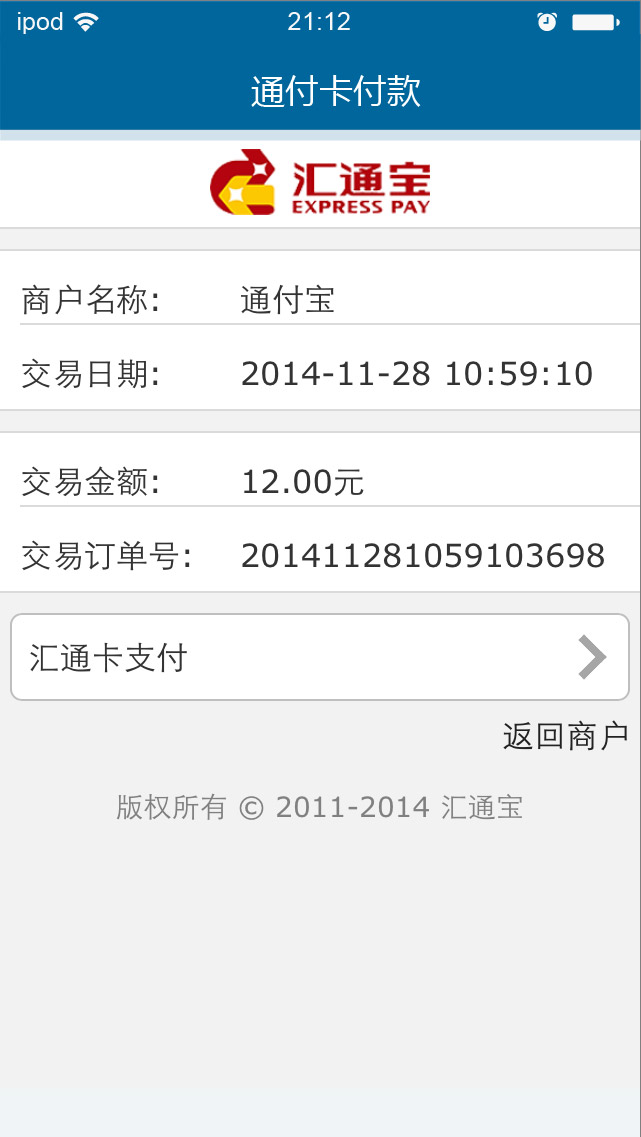 ipod 21:12
通付卡付款
汇通宝
EXPRESS PAY
商户名称: 通付宝
交易日期: 2014-11-28 10:59:10
交易金额: 12.00元
交易订单号: 201411281059103698
汇通卡支付
返回商户
版权所有 © 2011-2014 汇通宝